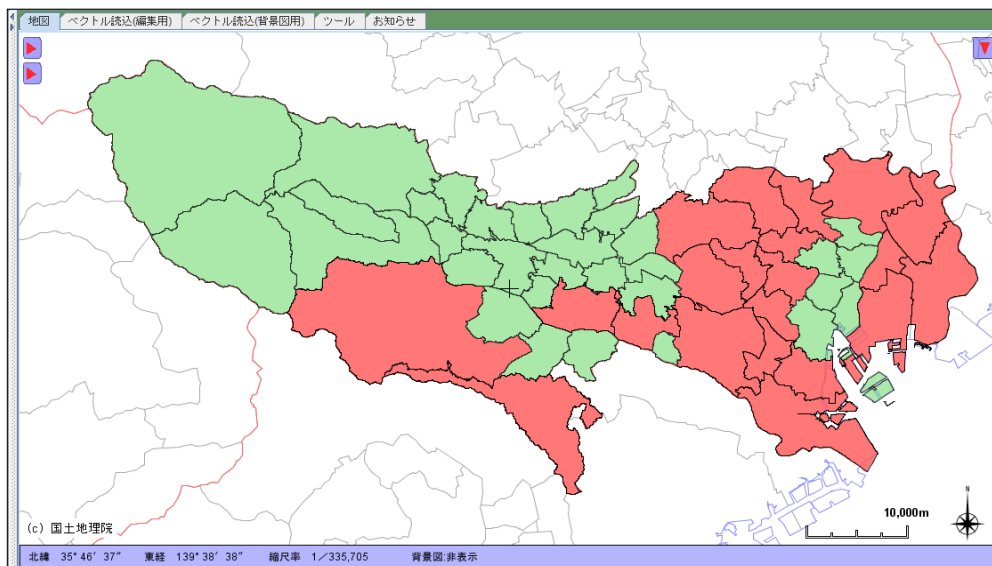 地図 ベクトル読込(編集用) ベクトル読込(背景図用) ツール お知らせ
N
10,000m
(c) 国土地理院
北緯 35° 46′ 37″ 東経 139° 38′ 38″ 縮尺率 1／335,705 背景図:非表示